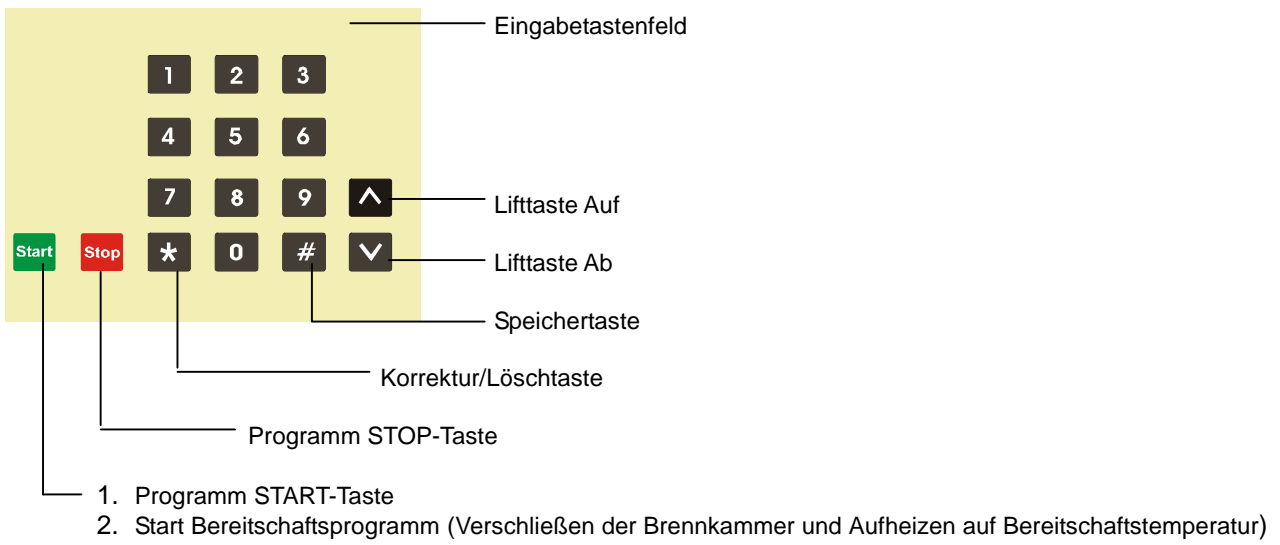 Eingabetastenfeld
1 2 3
4 5 6
7 8 9
Lifttaste Auf
Start Stop * 0 #
Lifttaste Ab
Speichertaste
Korrektur/Löschtaste
Programm STOP-Taste
1. Programm START-Taste
2. Start Bereitschaftsprogramm (Verschließen der Brennkammer und Aufheizen auf Bereitschaftstemperatur)